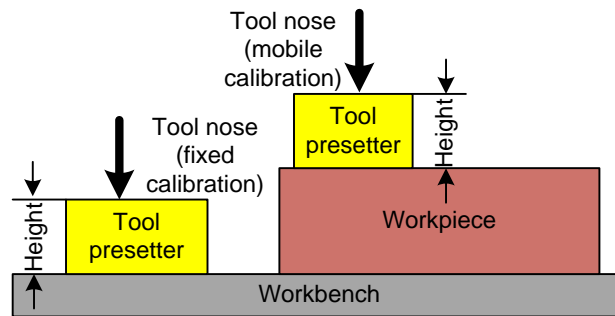 Tool nose
(mobile
calibration)
Tool
presetter
Height
Tool nose
(fixed
calibration)
Tool
presetter
Height
Workpiece
Workbench